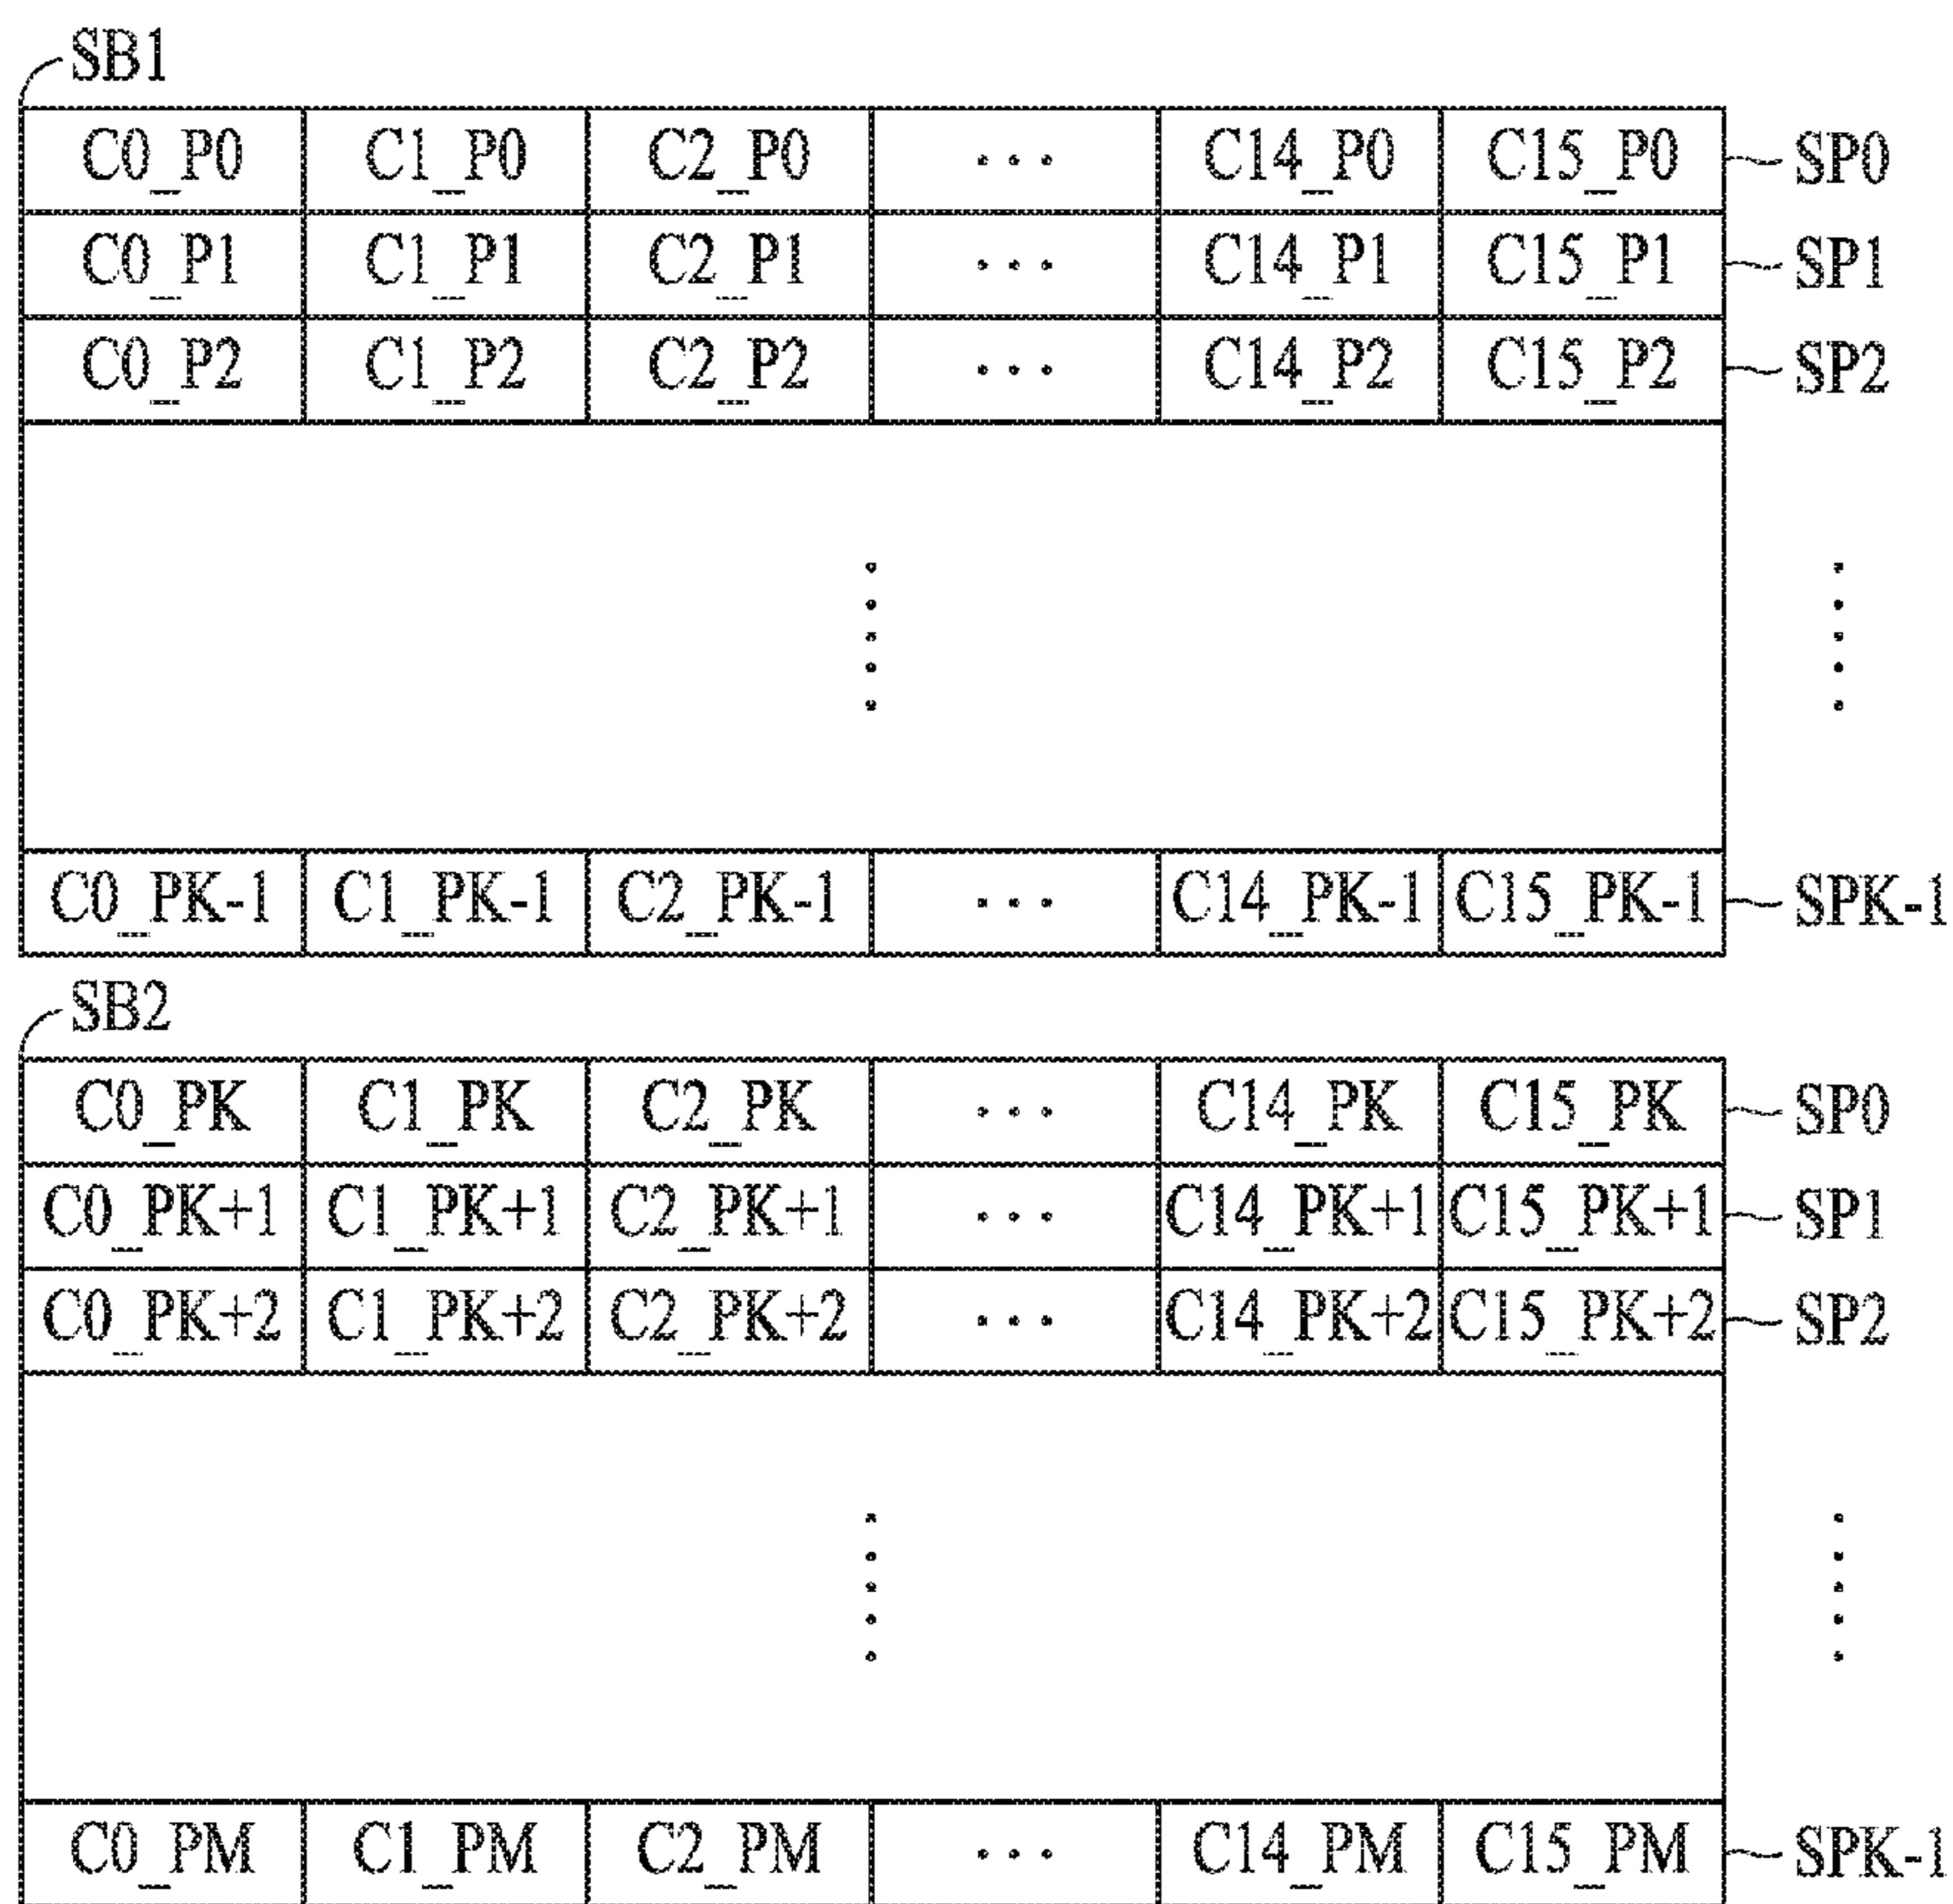 SB1
C0_P0 C1_P0 C2_P0 ... C14_P0 C15_P0 SP0
C0_P1 C1_P1 C2_P1 ... C14_P1 C15_P1 SP1
C0_P2 C1_P2 C2_P2 ... C14_P2 C15_P2 SP2
C0_PK-1 C1_PK-1 C2_PK-1 ... C14_PK-1 C15_PK-1 SPK-1
SB2
C0_PK C1_PK C2_PK ... C14_PK C15_PK SP0
C0_PK+1 C1_PK+1 C2_PK+1 ... C14_PK+1 C15_PK+1 SP1
C0_PK+2 C1_PK+2 C2_PK+2 ... C14_PK+2 C15_PK+2 SP2
C0_PM C1_PM C2_PM ... C14_PM C15_PM SPK-1